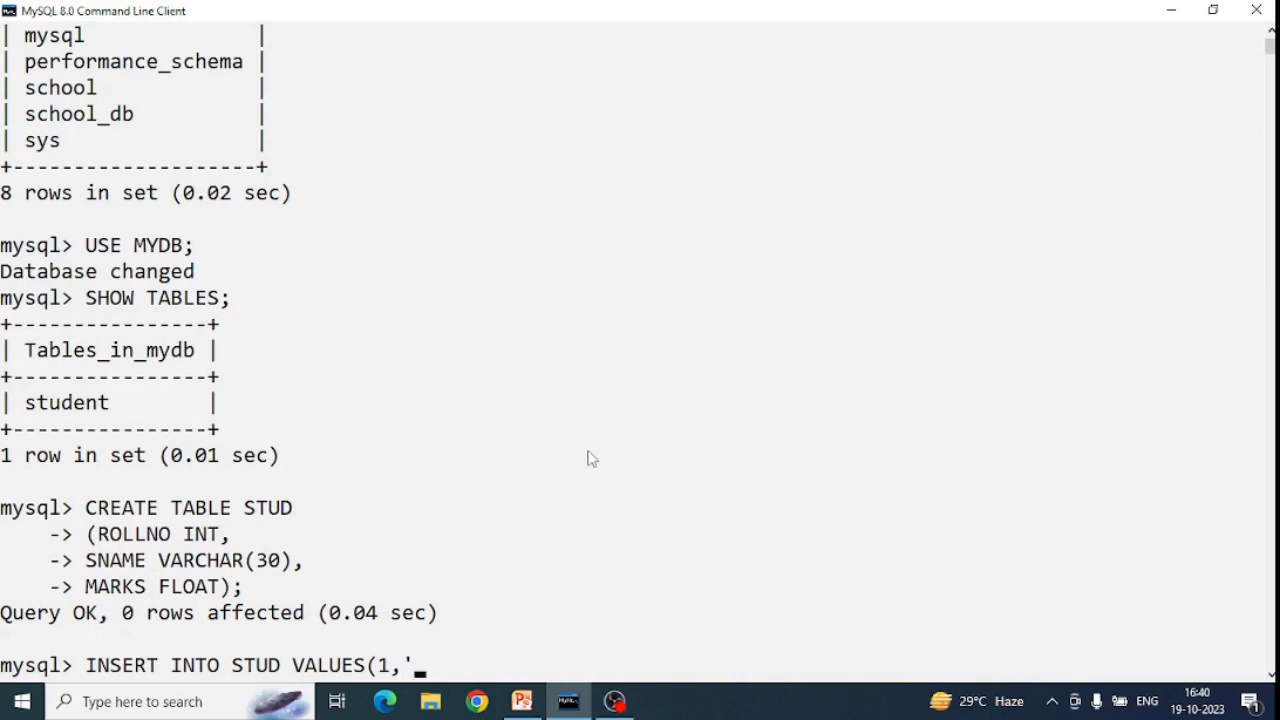 MySQL 8.0 Command Line Client
| mysql              |
| performance_schema |
| school             |
| school_db          |
| sys                |
+--------------------+
8 rows in set (0.02 sec)
mysql> USE MYDB;
Database changed
mysql> SHOW TABLES;
+----------------+
| Tables_in_mydb |
+----------------+
| student        |
+----------------+
1 row in set (0.01 sec)
mysql> CREATE TABLE STUD
    -> (ROLLNO INT,
    -> SNAME VARCHAR(30),
    -> MARKS FLOAT);
Query OK, 0 rows affected (0.04 sec)
mysql> INSERT INTO STUD VALUES(1,'_
Type here to search
29°C Haze
ENG
16:40
19-10-2023
1